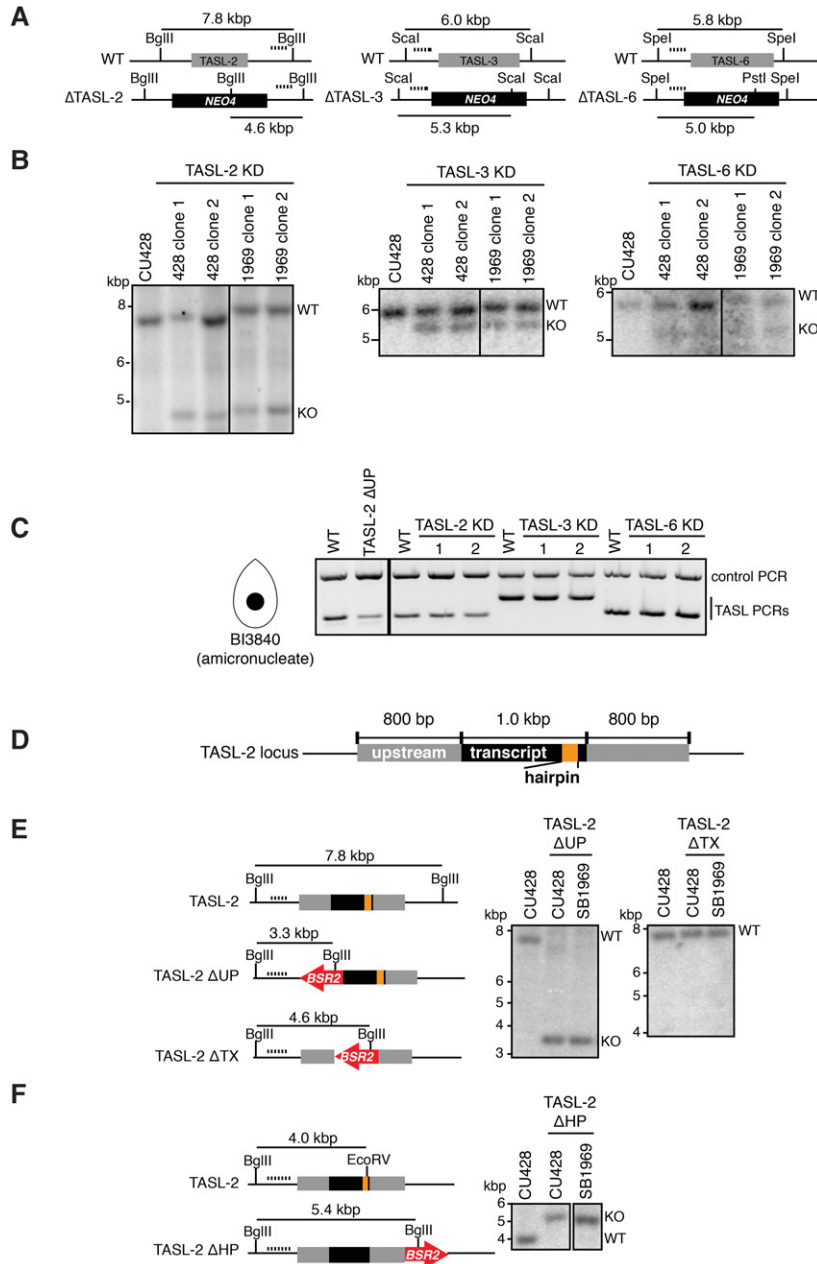 A
7.8 kbp
BglII BglII
WT TASL-2
BglII BglII BglII
ΔTASL-2 NEO4
4.6 kbp
6.0 kbp
ScaI ScaI
WT TASL-3
ScaI ScaI ScaI
ΔTASL-3 NEO4
5.3 kbp
5.8 kbp
SpeI SpeI
WT TASL-6
SpeI PstI SpeI
ΔTASL-6 NEO4
5.0 kbp
B
TASL-2 KD
CU428
428 clone 1
428 clone 2
1969 clone 1
1969 clone 2
kbp
8
6
5
WT
KO
TASL-3 KD
CU428
428 clone 1
428 clone 2
1969 clone 1
1969 clone 2
kbp
6
5
WT
KO
TASL-6 KD
CU428
428 clone 1
428 clone 2
1969 clone 1
1969 clone 2
kbp
6
5
WT
KO
C
BI3840
(amicronucleate)
WT
TASL-2 ΔUP
WT
TASL-2 KD
1 2
WT
TASL-3 KD
1 2
WT
TASL-6 KD
1 2
control PCR
TASL PCRs
D
800 bp 1.0 kbp 800 bp
TASL-2 locus upstream transcript
hairpin
E
7.8 kbp
BglII BglII
TASL-2
3.3 kbp
BglII BglII
TASL-2 ΔUP BSR2
4.6 kbp
BglII BglII
TASL-2 ΔTX BSR2
TASL-2
ΔUP
CU428
CU428
SB1969
kbp
8
6
5
4
3
WT
KO
TASL-2
ΔTX
CU428
CU428
SB1969
kbp
8
6
5
4
WT
F
4.0 kbp
BglII EcoRV
TASL-2
5.4 kbp
BglII BglII
TASL-2 ΔHP BSR2
TASL-2
ΔHP
CU428
CU428
SB1969
kbp
6
5
4
KO
WT